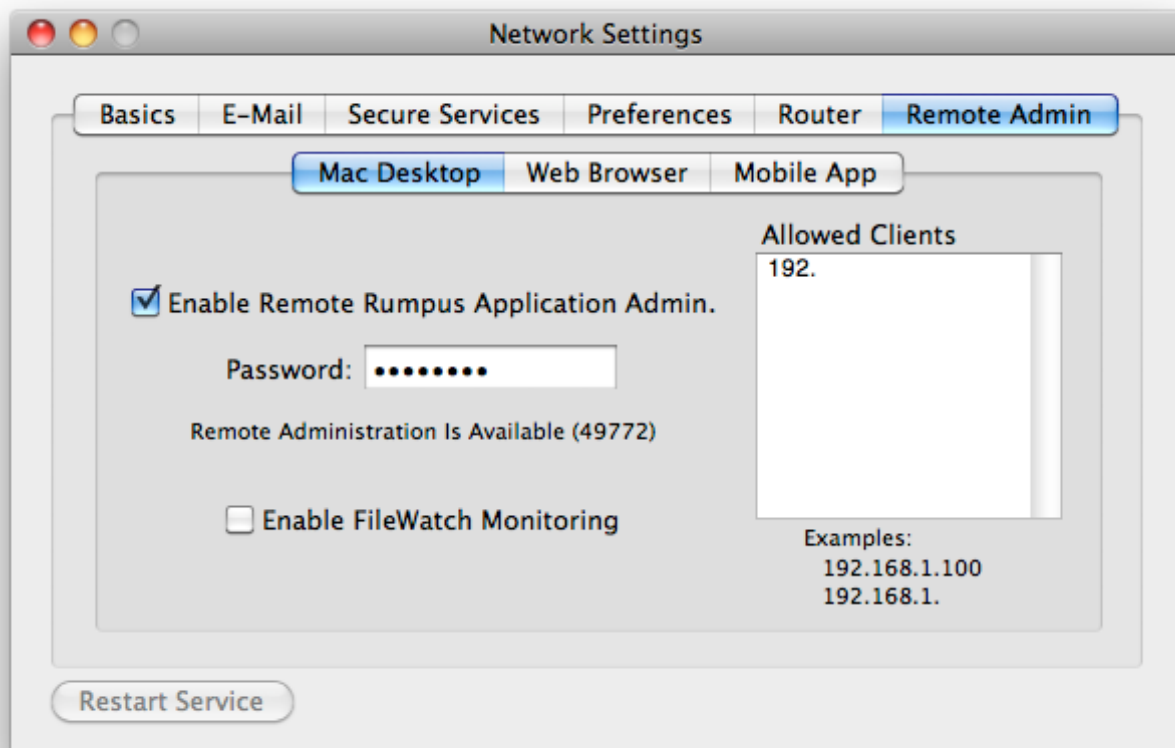 Network Settings
Basics E-Mail Secure Services Preferences Router Remote Admin
Mac Desktop Web Browser Mobile App
Allowed Clients
192.
Enable Remote Rumpus Application Admin.
Password: ••••••••
Remote Administration Is Available (49772)
Enable FileWatch Monitoring
Examples:
192.168.1.100
192.168.1.
Restart Service